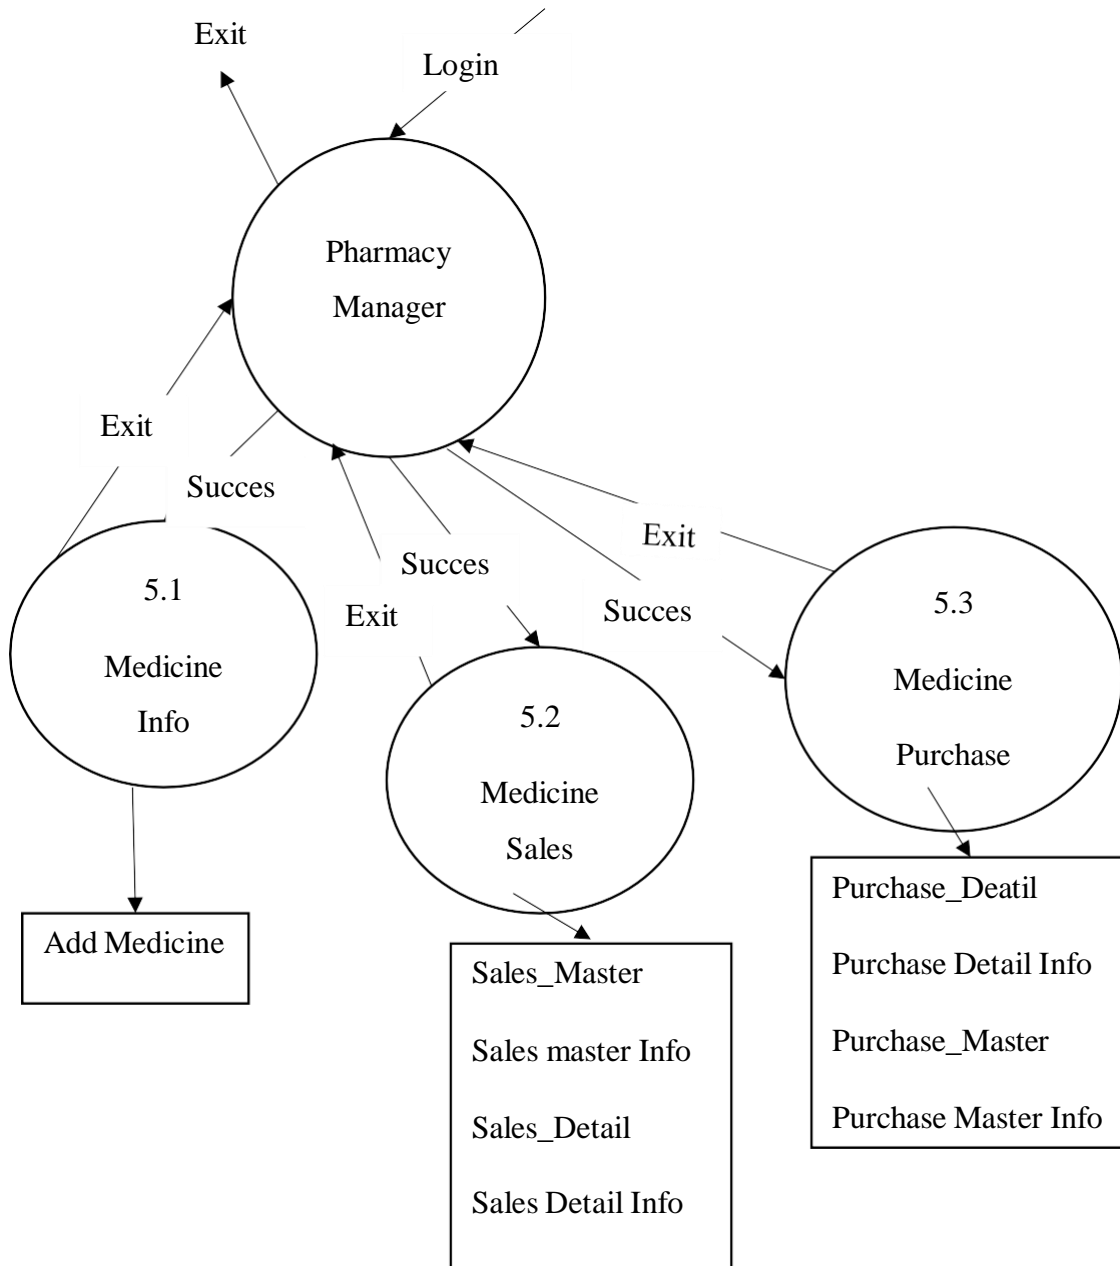 Exit
Login
Pharmacy
Manager
Exit
Succes
Exit
Succes
Exit
Succes
5.1
Medicine
Info
5.2
Medicine
Sales
5.3
Medicine
Purchase
Add Medicine
Sales_Master
Sales master Info
Sales_Detail
Sales Detail Info
Purchase_Deatil
Purchase Detail Info
Purchase_Master
Purchase Master Info